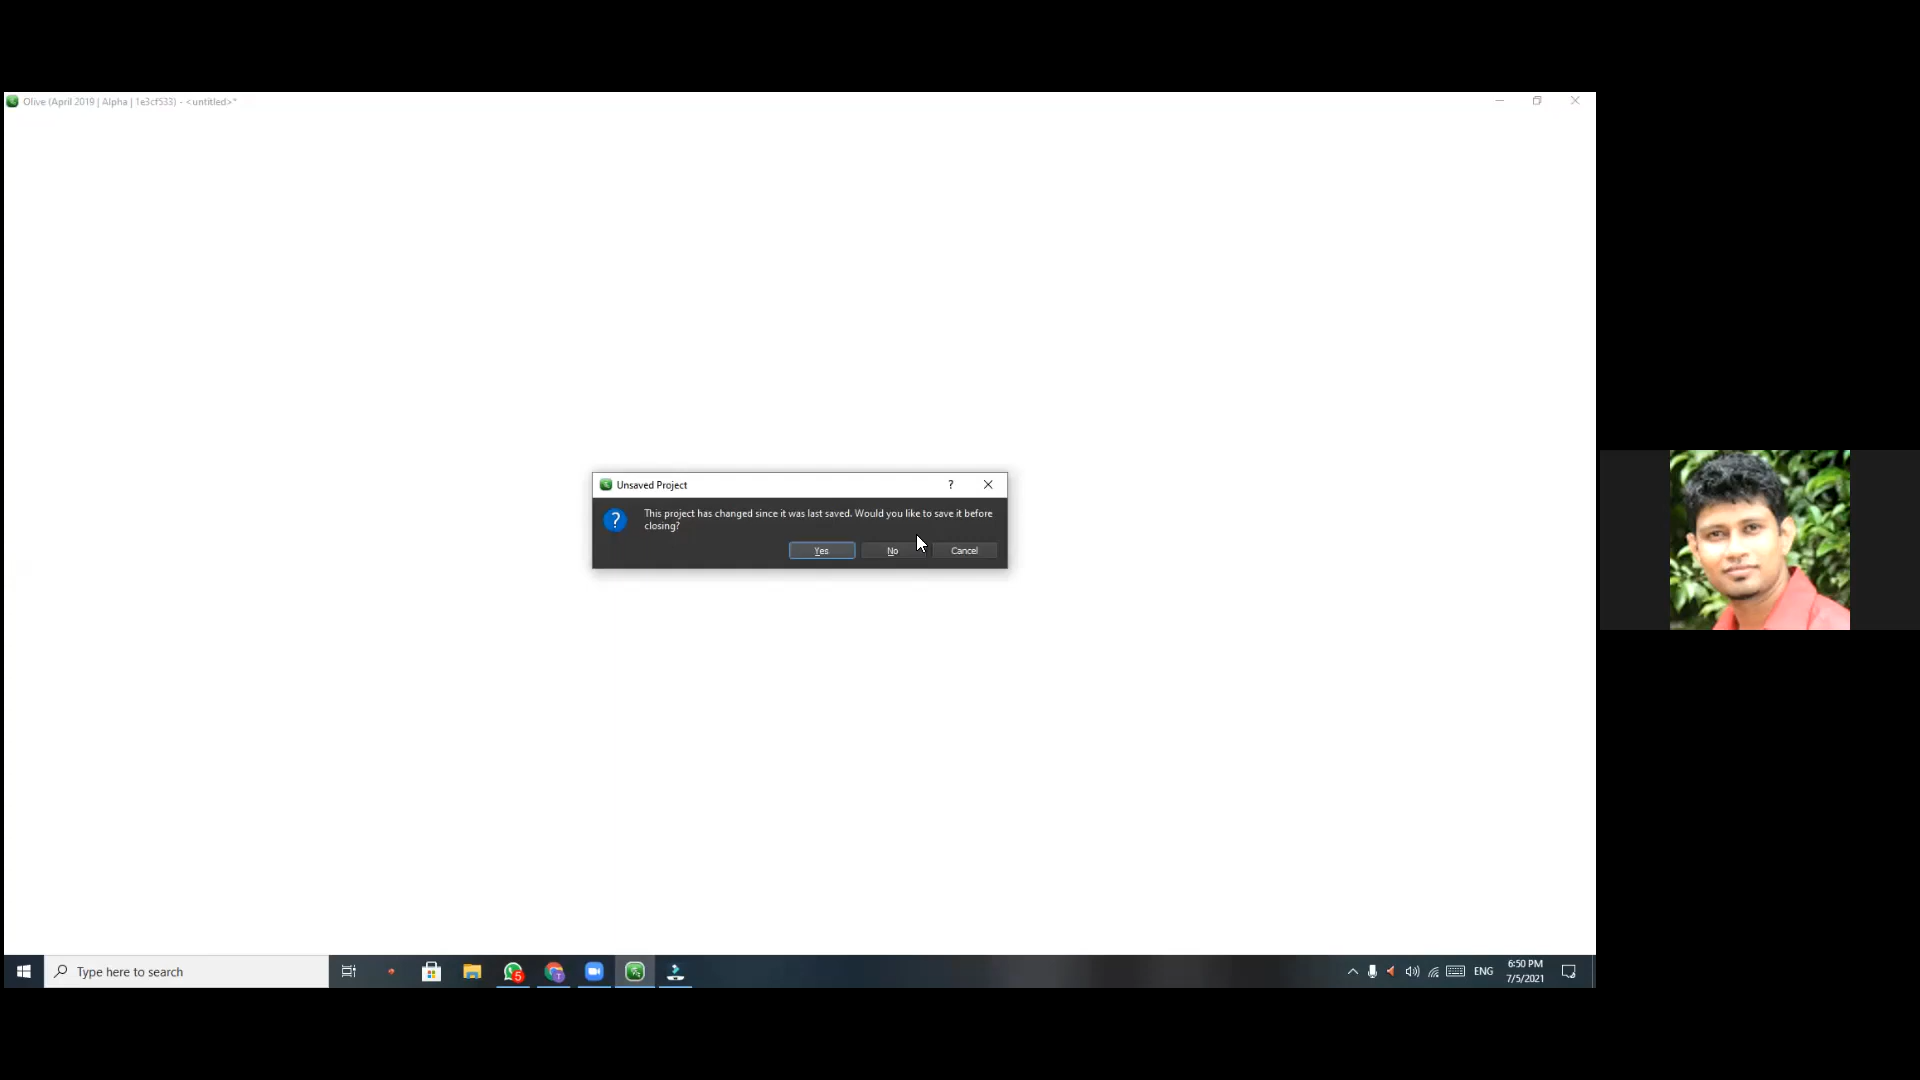 Olive (April 2019 | Alpha | 1e3cf533) - <untitled>*
Unsaved Project
?
This project has changed since it was last saved. Would you like to save it before
closing?
Yes
No
Cancel
Type here to search
5
ENG
6:50 PM
7/5/2021